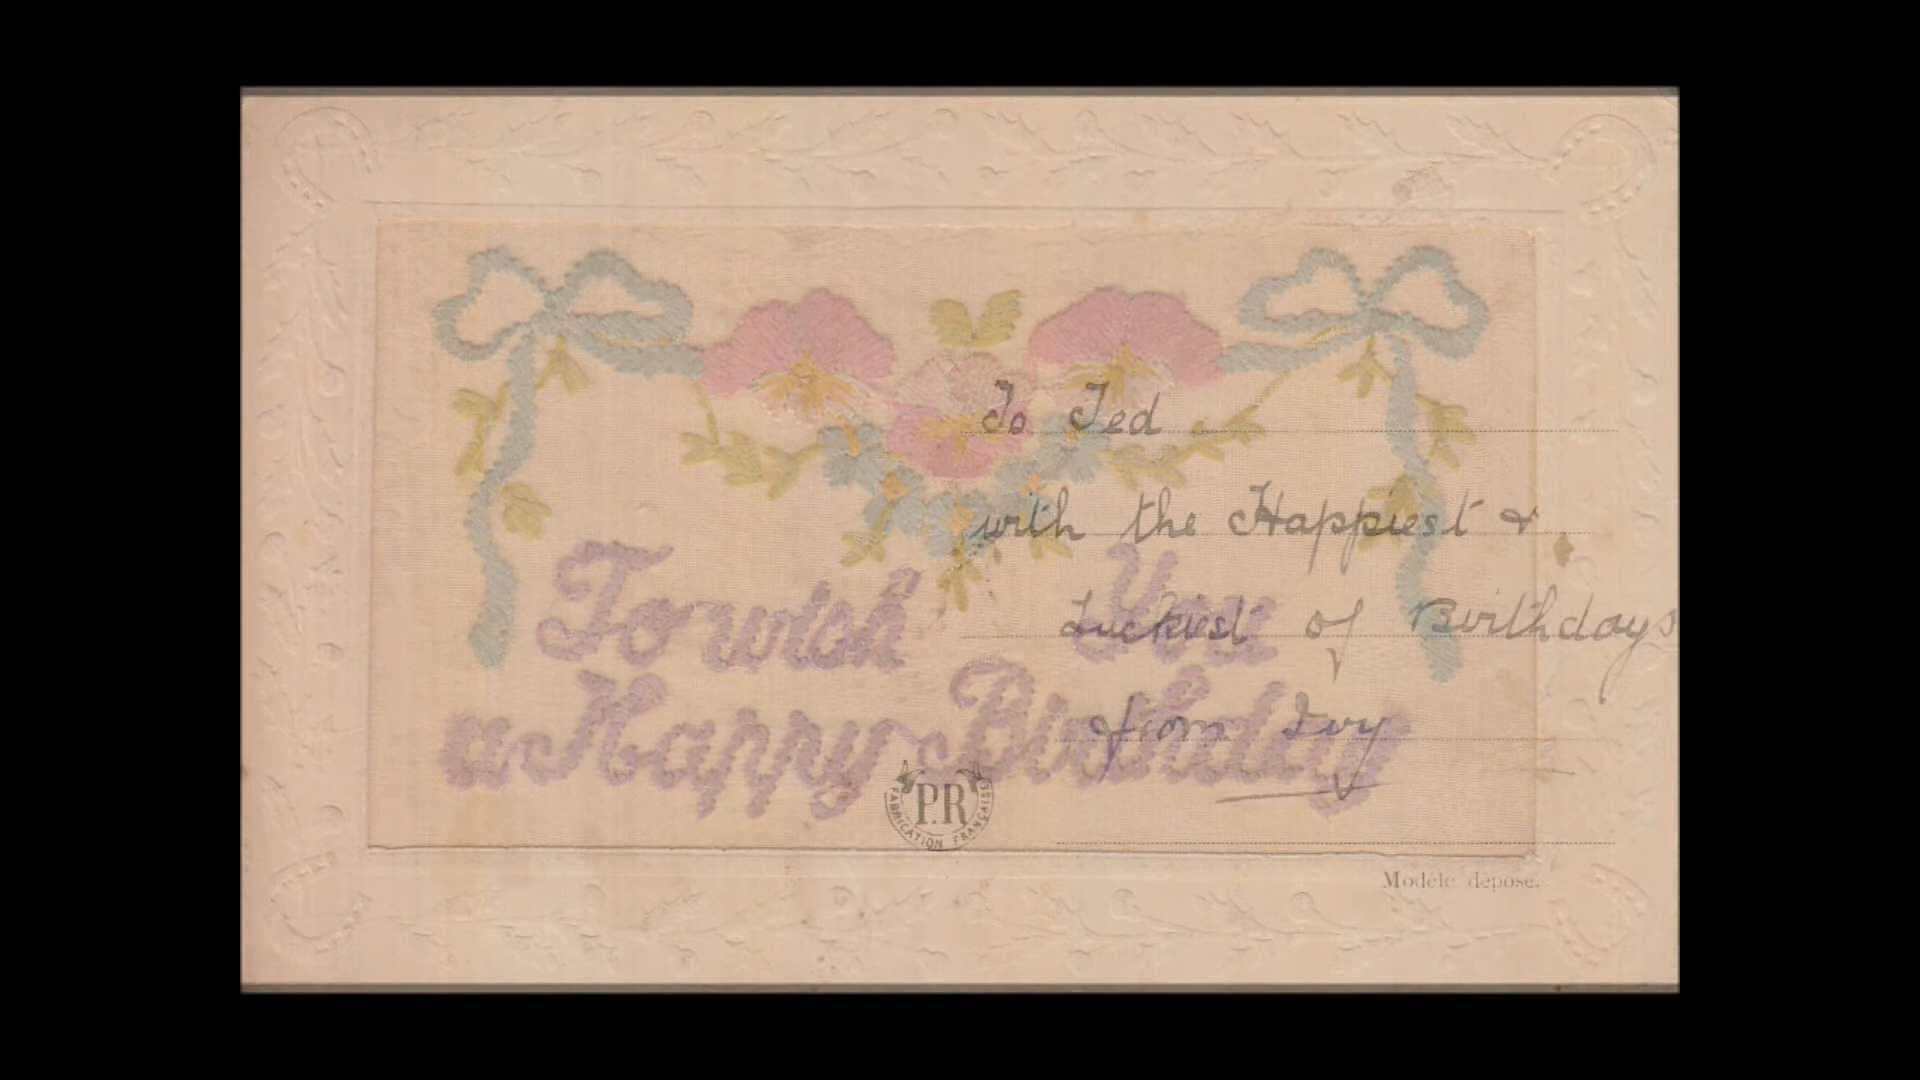 To Ted
with the Happiest &
Luckiest of Birthdays
from Ivy
To wish You
a Happy Birthday
P.R
FABRICATION FRANÇAISE
Modèle déposé.